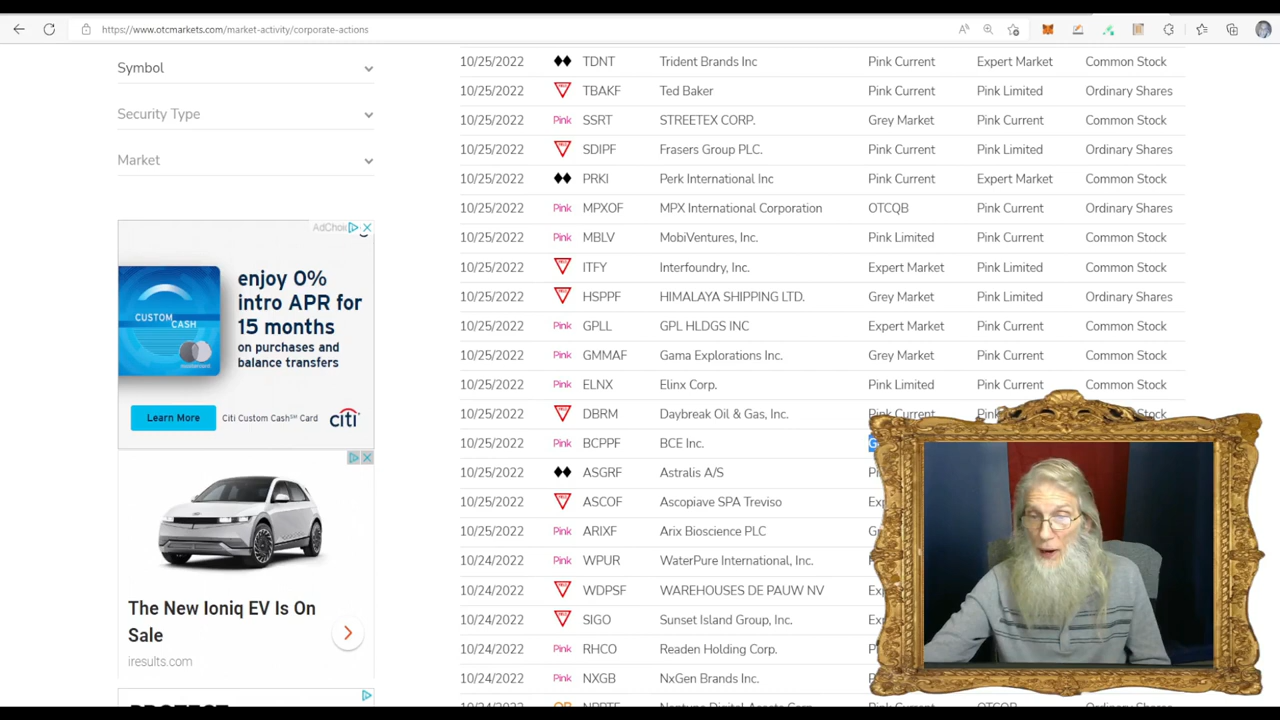 https://www.otcmarkets.com/market-activity/corporate-actions
Symbol
Security Type
Market
AdChoic
enjoy 0%
intro APR for
15 months
on purchases and
balance transfers
CUSTOM
CASH
Learn More
Citi Custom Cash℠ Card
citi
The New Ioniq EV Is On
Sale
iresults.com
10/25/2022 TDNT Trident Brands Inc Pink Current Expert Market Common Stock
10/25/2022 TBAKF Ted Baker Pink Current Pink Limited Ordinary Shares
10/25/2022 Pink SSRT STREETEX CORP. Grey Market Pink Current Common Stock
10/25/2022 SDIPF Frasers Group PLC. Pink Current Pink Limited Ordinary Shares
10/25/2022 PRKI Perk International Inc Pink Current Expert Market Common Stock
10/25/2022 Pink MPXOF MPX International Corporation OTCQB Pink Current Ordinary Shares
10/25/2022 Pink MBLV MobiVentures, Inc. Pink Limited Pink Current Common Stock
10/25/2022 ITFY Interfoundry, Inc. Expert Market Pink Limited Common Stock
10/25/2022 HSPPF HIMALAYA SHIPPING LTD. Grey Market Pink Limited Ordinary Shares
10/25/2022 Pink GPLL GPL HLDGS INC Expert Market Pink Current Common Stock
10/25/2022 Pink GMMAF Gama Explorations Inc. Grey Market Pink Current Common Stock
10/25/2022 Pink ELNX Elinx Corp. Pink Limited Pink Current Common Stock
10/25/2022 DBRM Daybreak Oil & Gas, Inc. Pink Current Stock
10/25/2022 Pink BCPPF BCE Inc.
10/25/2022 ASGRF Astralis A/S
10/25/2022 ASCOF Ascopiave SPA Treviso
10/25/2022 Pink ARIXF Arix Bioscience PLC
10/24/2022 Pink WPUR WaterPure International, Inc.
10/24/2022 WDPSF WAREHOUSES DE PAUW NV
10/24/2022 SIGO Sunset Island Group, Inc.
10/24/2022 Pink RHCO Readen Holding Corp.
10/24/2022 Pink NXGB NxGen Brands Inc.